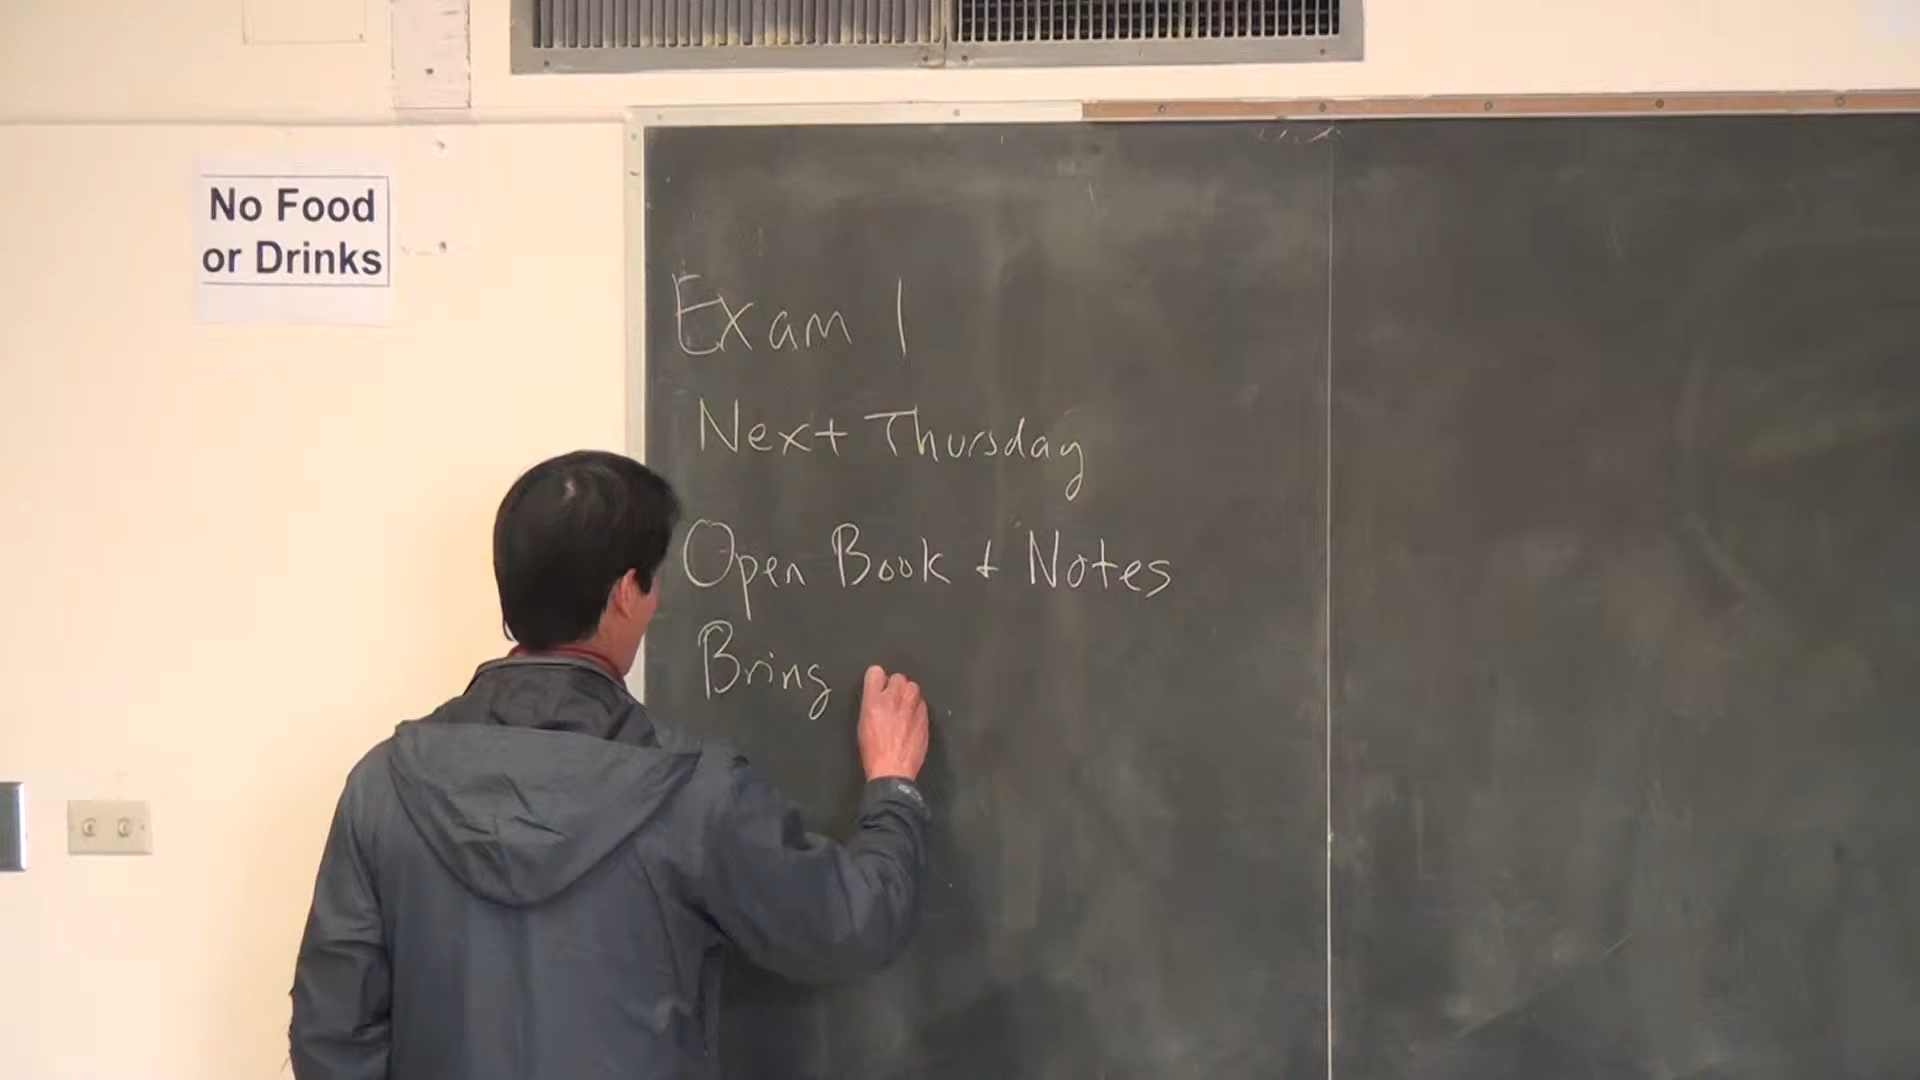 No Food
or Drinks
Exam 1
Next Thursday
Open Book & Notes
Bring